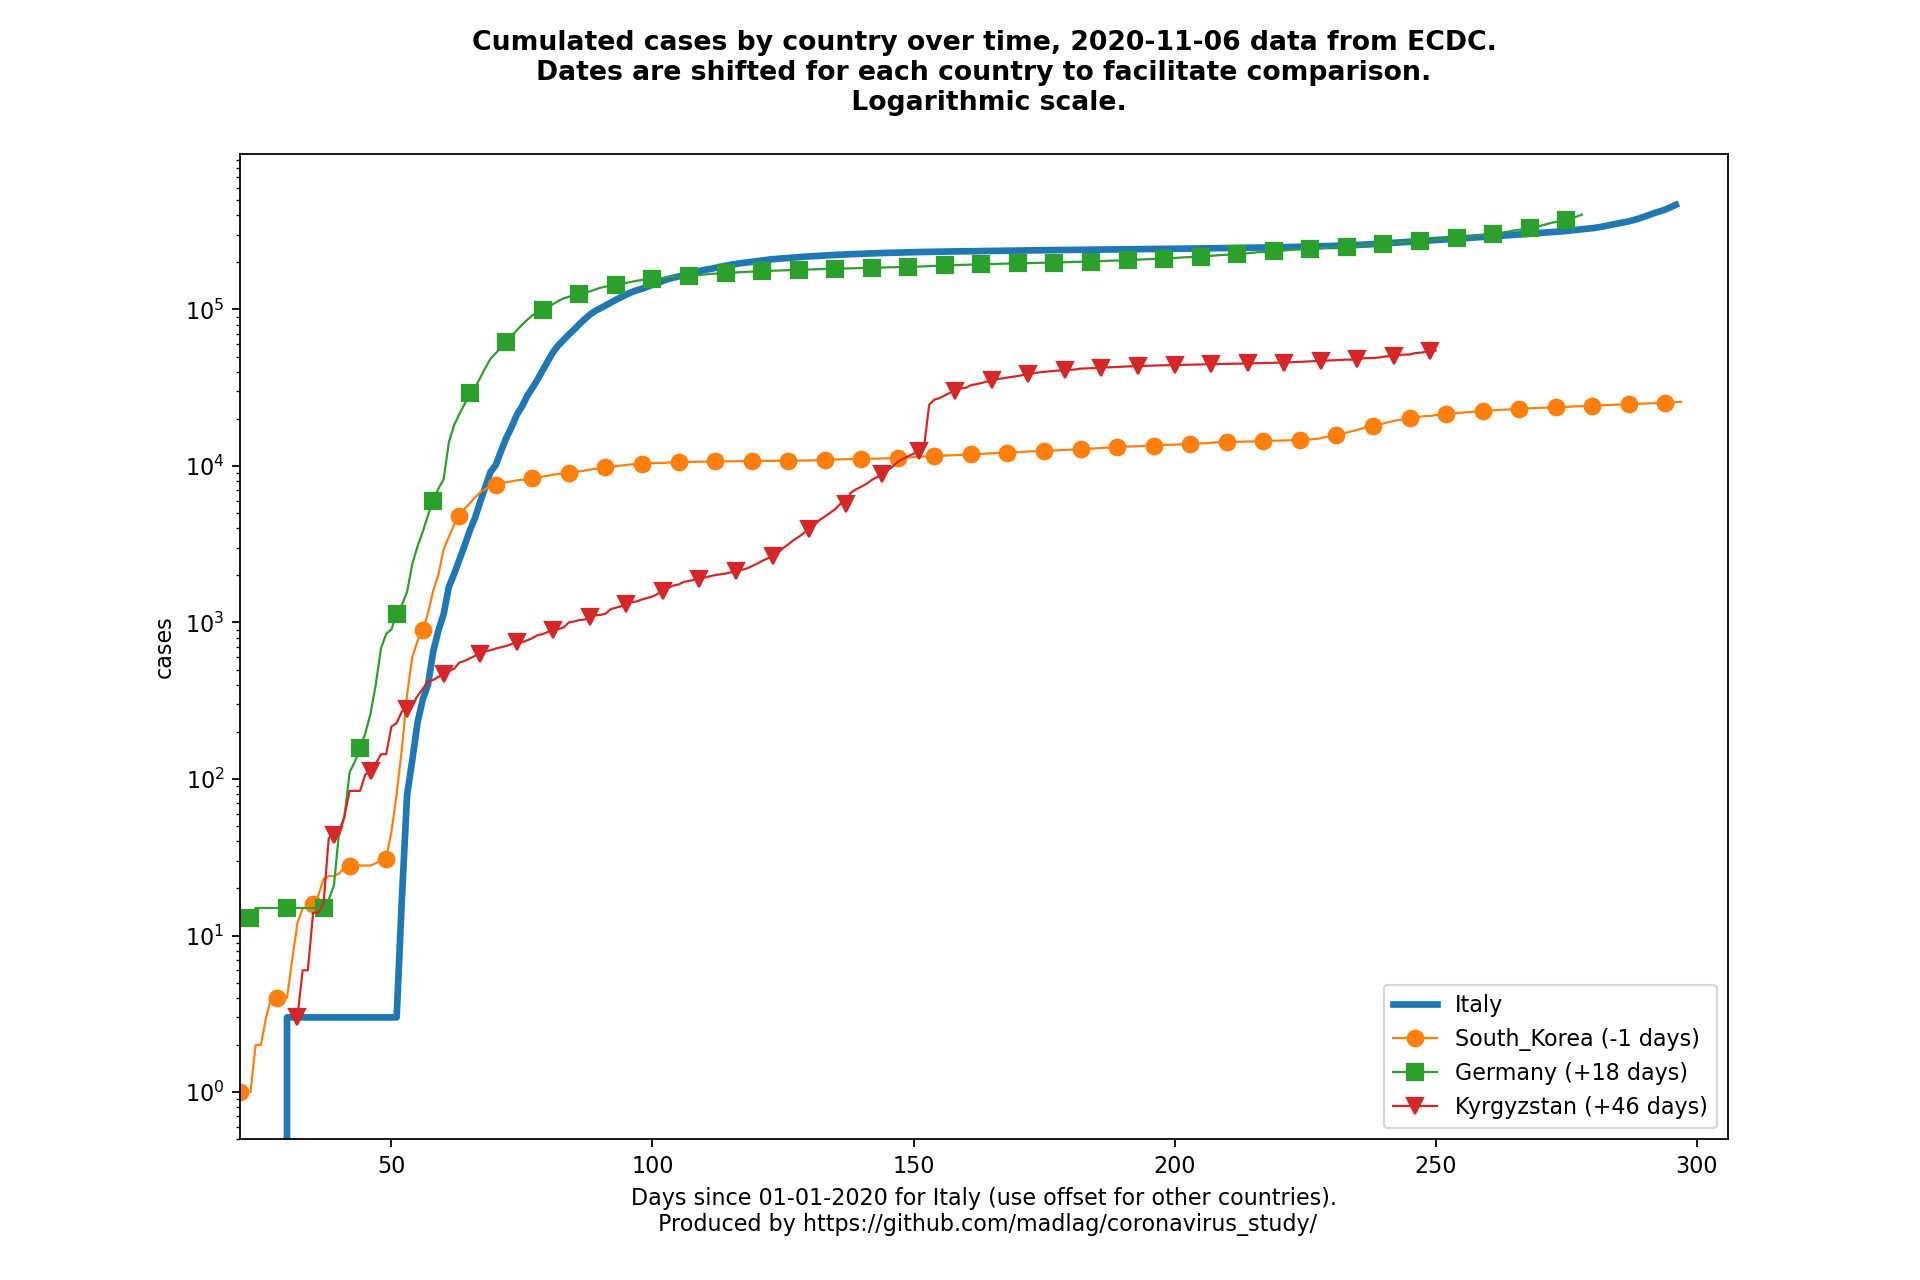 Cumulated cases by country over time, 2020-11-06 data from ECDC.
Dates are shifted for each country to facilitate comparison.
Logarithmic scale.
10^5
10^4
10^3
10^2
10^1
10^0
cases
50 100 150 200 250 300
Italy
South_Korea (-1 days)
Germany (+18 days)
Kyrgyzstan (+46 days)
Days since 01-01-2020 for Italy (use offset for other countries).
Produced by https://github.com/madlag/coronavirus_study/